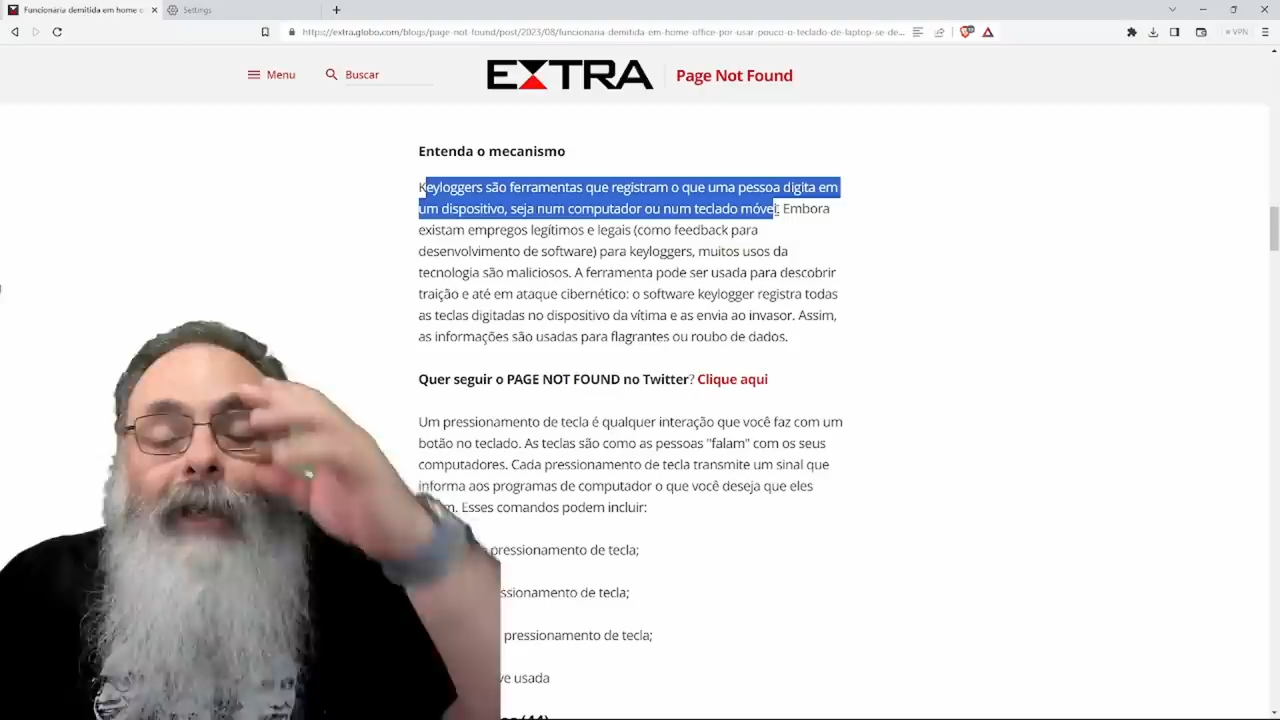 Funcionária demitida em home o
Settings
https://extra.globo.com/blogs/page-not-found/post/2023/08/funcionaria-demitida-em-home-office-por-usar-pouco-o-teclado-de-laptop-se-de...
VPN
Menu
Buscar
EXTRA
Page Not Found
Entenda o mecanismo
Keyloggers são ferramentas que registram o que uma pessoa digita em
um dispositivo, seja num computador ou num teclado móvel. Embora
existam empregos legítimos e legais (como feedback para
desenvolvimento de software) para keyloggers, muitos usos da
tecnologia são maliciosos. A ferramenta pode ser usada para descobrir
traição e até em ataque cibernético: o software keylogger registra todas
as teclas digitadas no dispositivo da vítima e as envia ao invasor. Assim,
as informações são usadas para flagrantes ou roubo de dados.
Quer seguir o PAGE NOT FOUND no Twitter? Clique aqui
Um pressionamento de tecla é qualquer interação que você faz com um
botão no teclado. As teclas são como as pessoas "falam" com os seus
computadores. Cada pressionamento de tecla transmite um sinal que
informa aos programas de computador o que você deseja que eles
Esses comandos podem incluir:
pressionamento de tecla;
ssionamento de tecla;
pressionamento de tecla;
ve usada